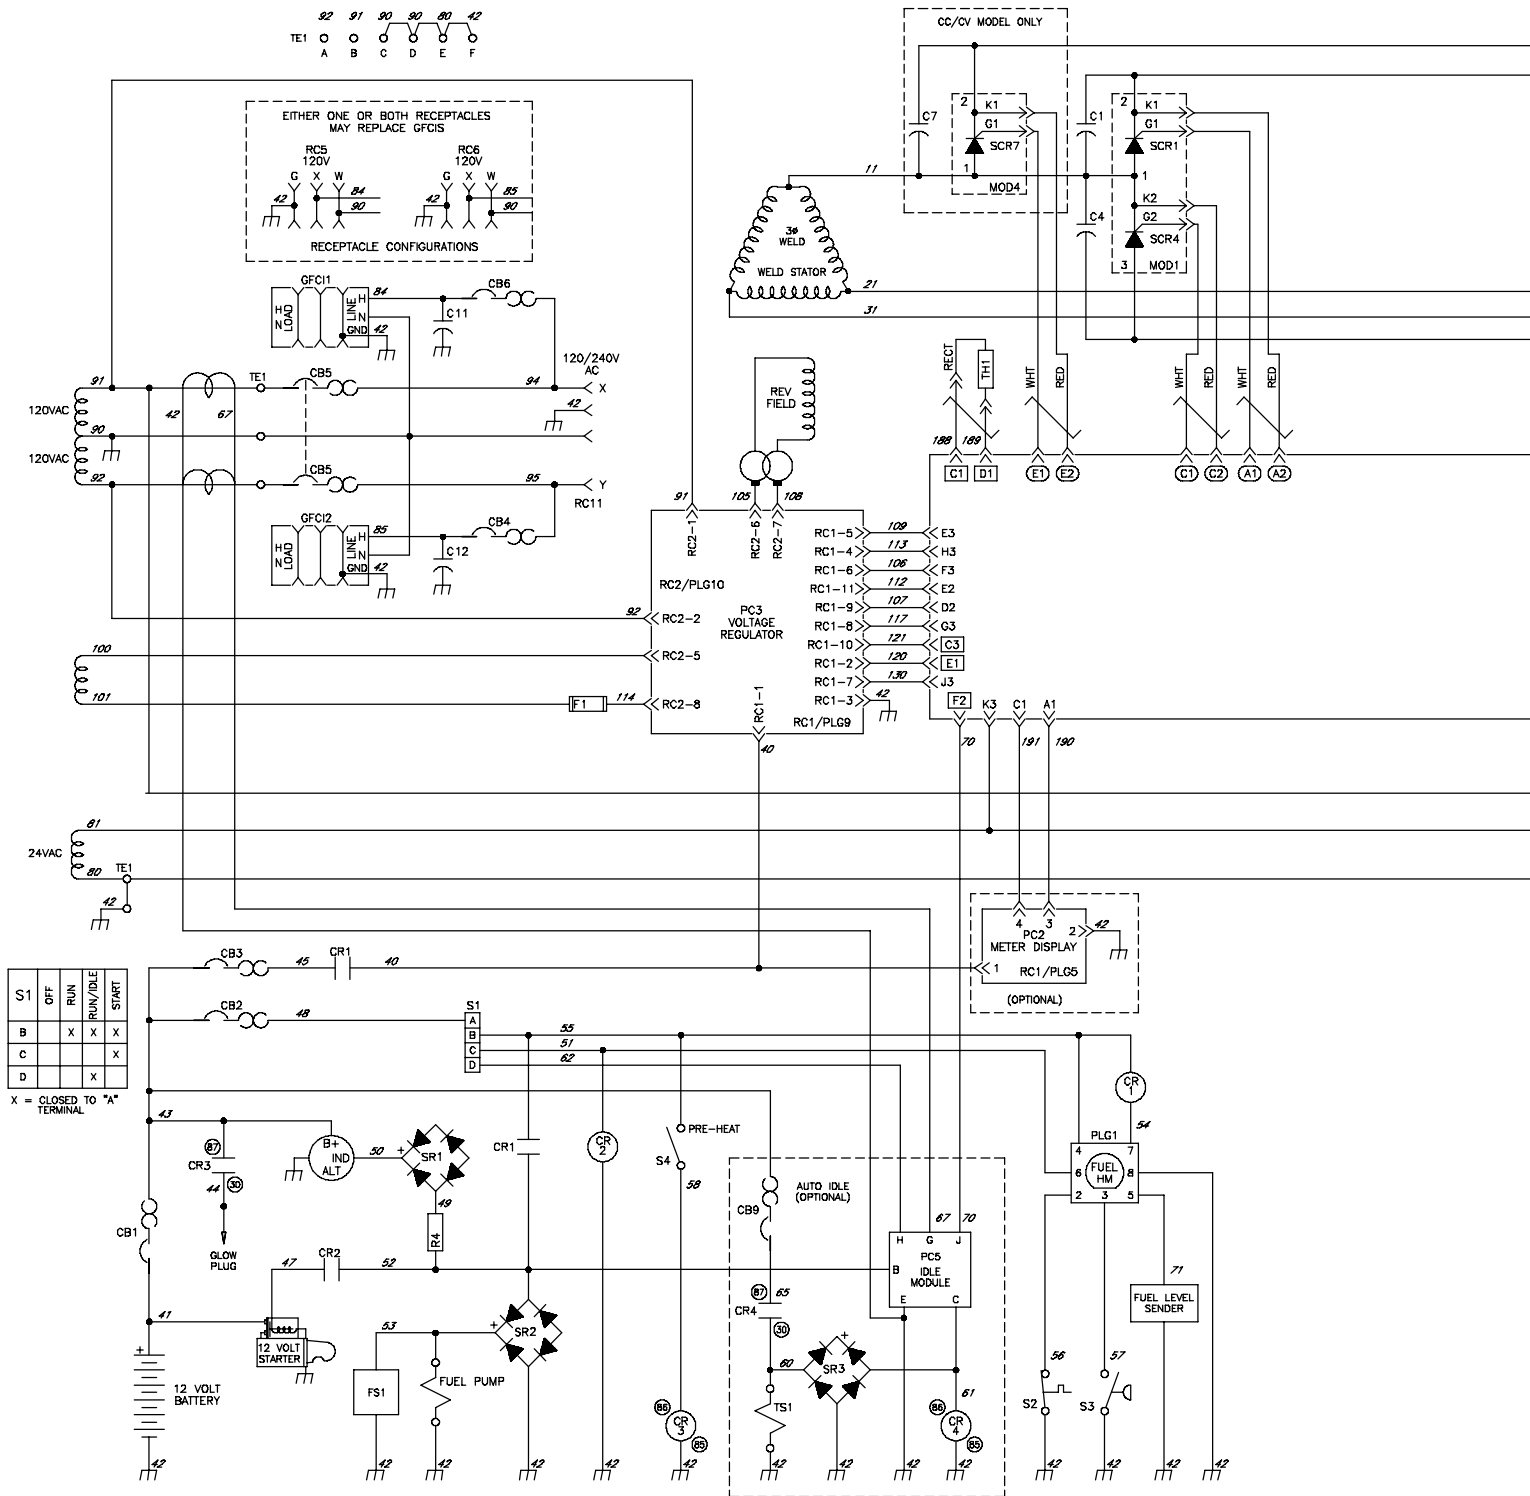 92 91 90 90 80 42
TE1
A B C D E F
CC/CV MODEL ONLY
EITHER ONE OR BOTH RECEPTACLES
MAY REPLACE GFCIS
RC5
120V
RC6
120V
G X W
G X W
84
85
42
90
42
90
RECEPTACLE CONFIGURATIONS
C7
2
K1
G1
SCR7
1
MOD4
C1
2
K1
G1
SCR1
1
K2
G2
C4
SCR4
3 MOD1
11
3ø
WELD
WELD STATOR
21
31
GFCI1
H
N
LOAD
LINE
H
N
GND
84
42
CB6
C11
120/240V
AC
91
TE1
CB5
94
X
120VAC
42
67
42
90
120VAC
92
CB5
95
Y
RC11
GFCI2
H
N
LOAD
LINE
H
N
GND
85
42
CB4
C12
REV
FIELD
RECT
TH1
WHT
RED
WHT
RED
WHT
RED
188 189
C1 D1 E1 E2 C1 C2 A1 A2
91 105 108
RC2-1
RC2-6
RC2-7
RC2/PLG10
PC3
VOLTAGE
REGULATOR
RC1-5 109 E3
RC1-4 113 H3
RC1-6 106 F3
RC1-11 112 E2
RC1-9 107 D2
RC1-8 117 G3
RC1-10 121 C3
RC1-2 120 E1
RC1-7 130 J3
RC1-3 42
92 RC2-2
100
RC2-5
101
F1
114
RC2-8
RC1-1
RC1/PLG9
40
F2 K3 C1 A1
70 191 190
81
24VAC
80
TE1
42
4 3
PC2
METER DISPLAY
2
42
1 RC1/PLG5
(OPTIONAL)
CB3
45
CR1
40
CB2
48
S1
A
B
C
D
55
51
62
S1 OFF RUN RUN/IDLE START
B X X X
C X
D X
X = CLOSED TO "A"
TERMINAL
43
87
CR3
44
30
GLOW
PLUG
B+
IND
ALT
50
SR1
+
49
R4
CR1
CR
2
PRE-HEAT
S4
58
CR
1
54
PLG1
4 7
6 FUEL
HM 8
2 3 5
AUTO IDLE
(OPTIONAL)
CB9
67 70
H G J
B
PC5
IDLE
MODULE
E C
CB1
47
CR2
52
71
FUEL LEVEL
SENDER
87
65
CR4
30
41
12 VOLT
STARTER
53
+
SR2
+
12 VOLT
BATTERY
FS1
FUEL PUMP
60
SR3
+
TS1
61
86
CR
3
85
86
CR
4
85
56
S2
57
S3
42 42 42 42 42 42 42 42 42 42 42 42 42 42